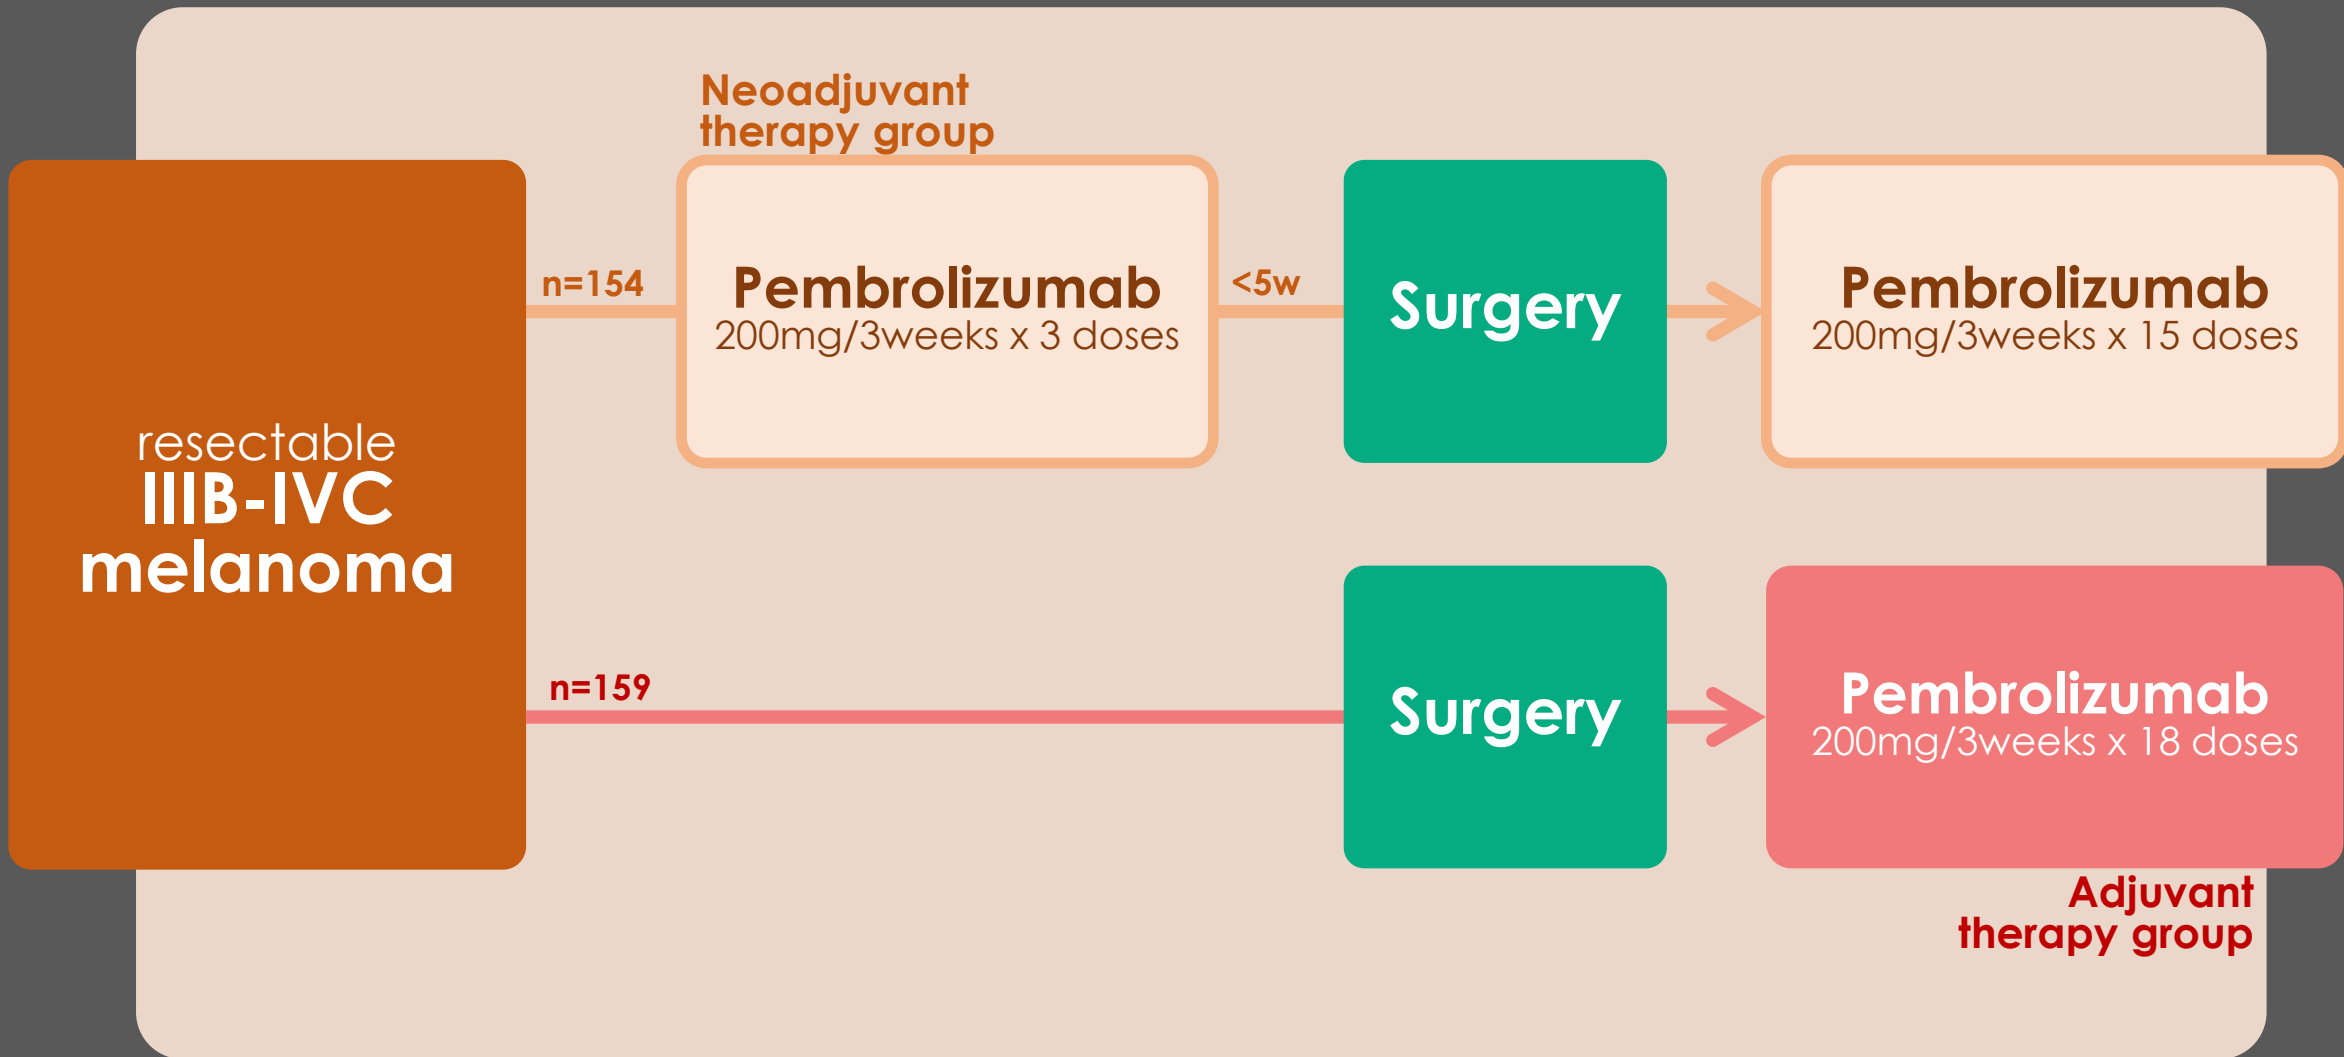 Neoadjuvant
therapy group
resectable
IIIB-IVC
melanoma
n=154
Pembrolizumab
200mg/3weeks x 3 doses
<5w
Surgery
Pembrolizumab
200mg/3weeks x 15 doses
n=159
Surgery
Pembrolizumab
200mg/3weeks x 18 doses
Adjuvant
therapy group